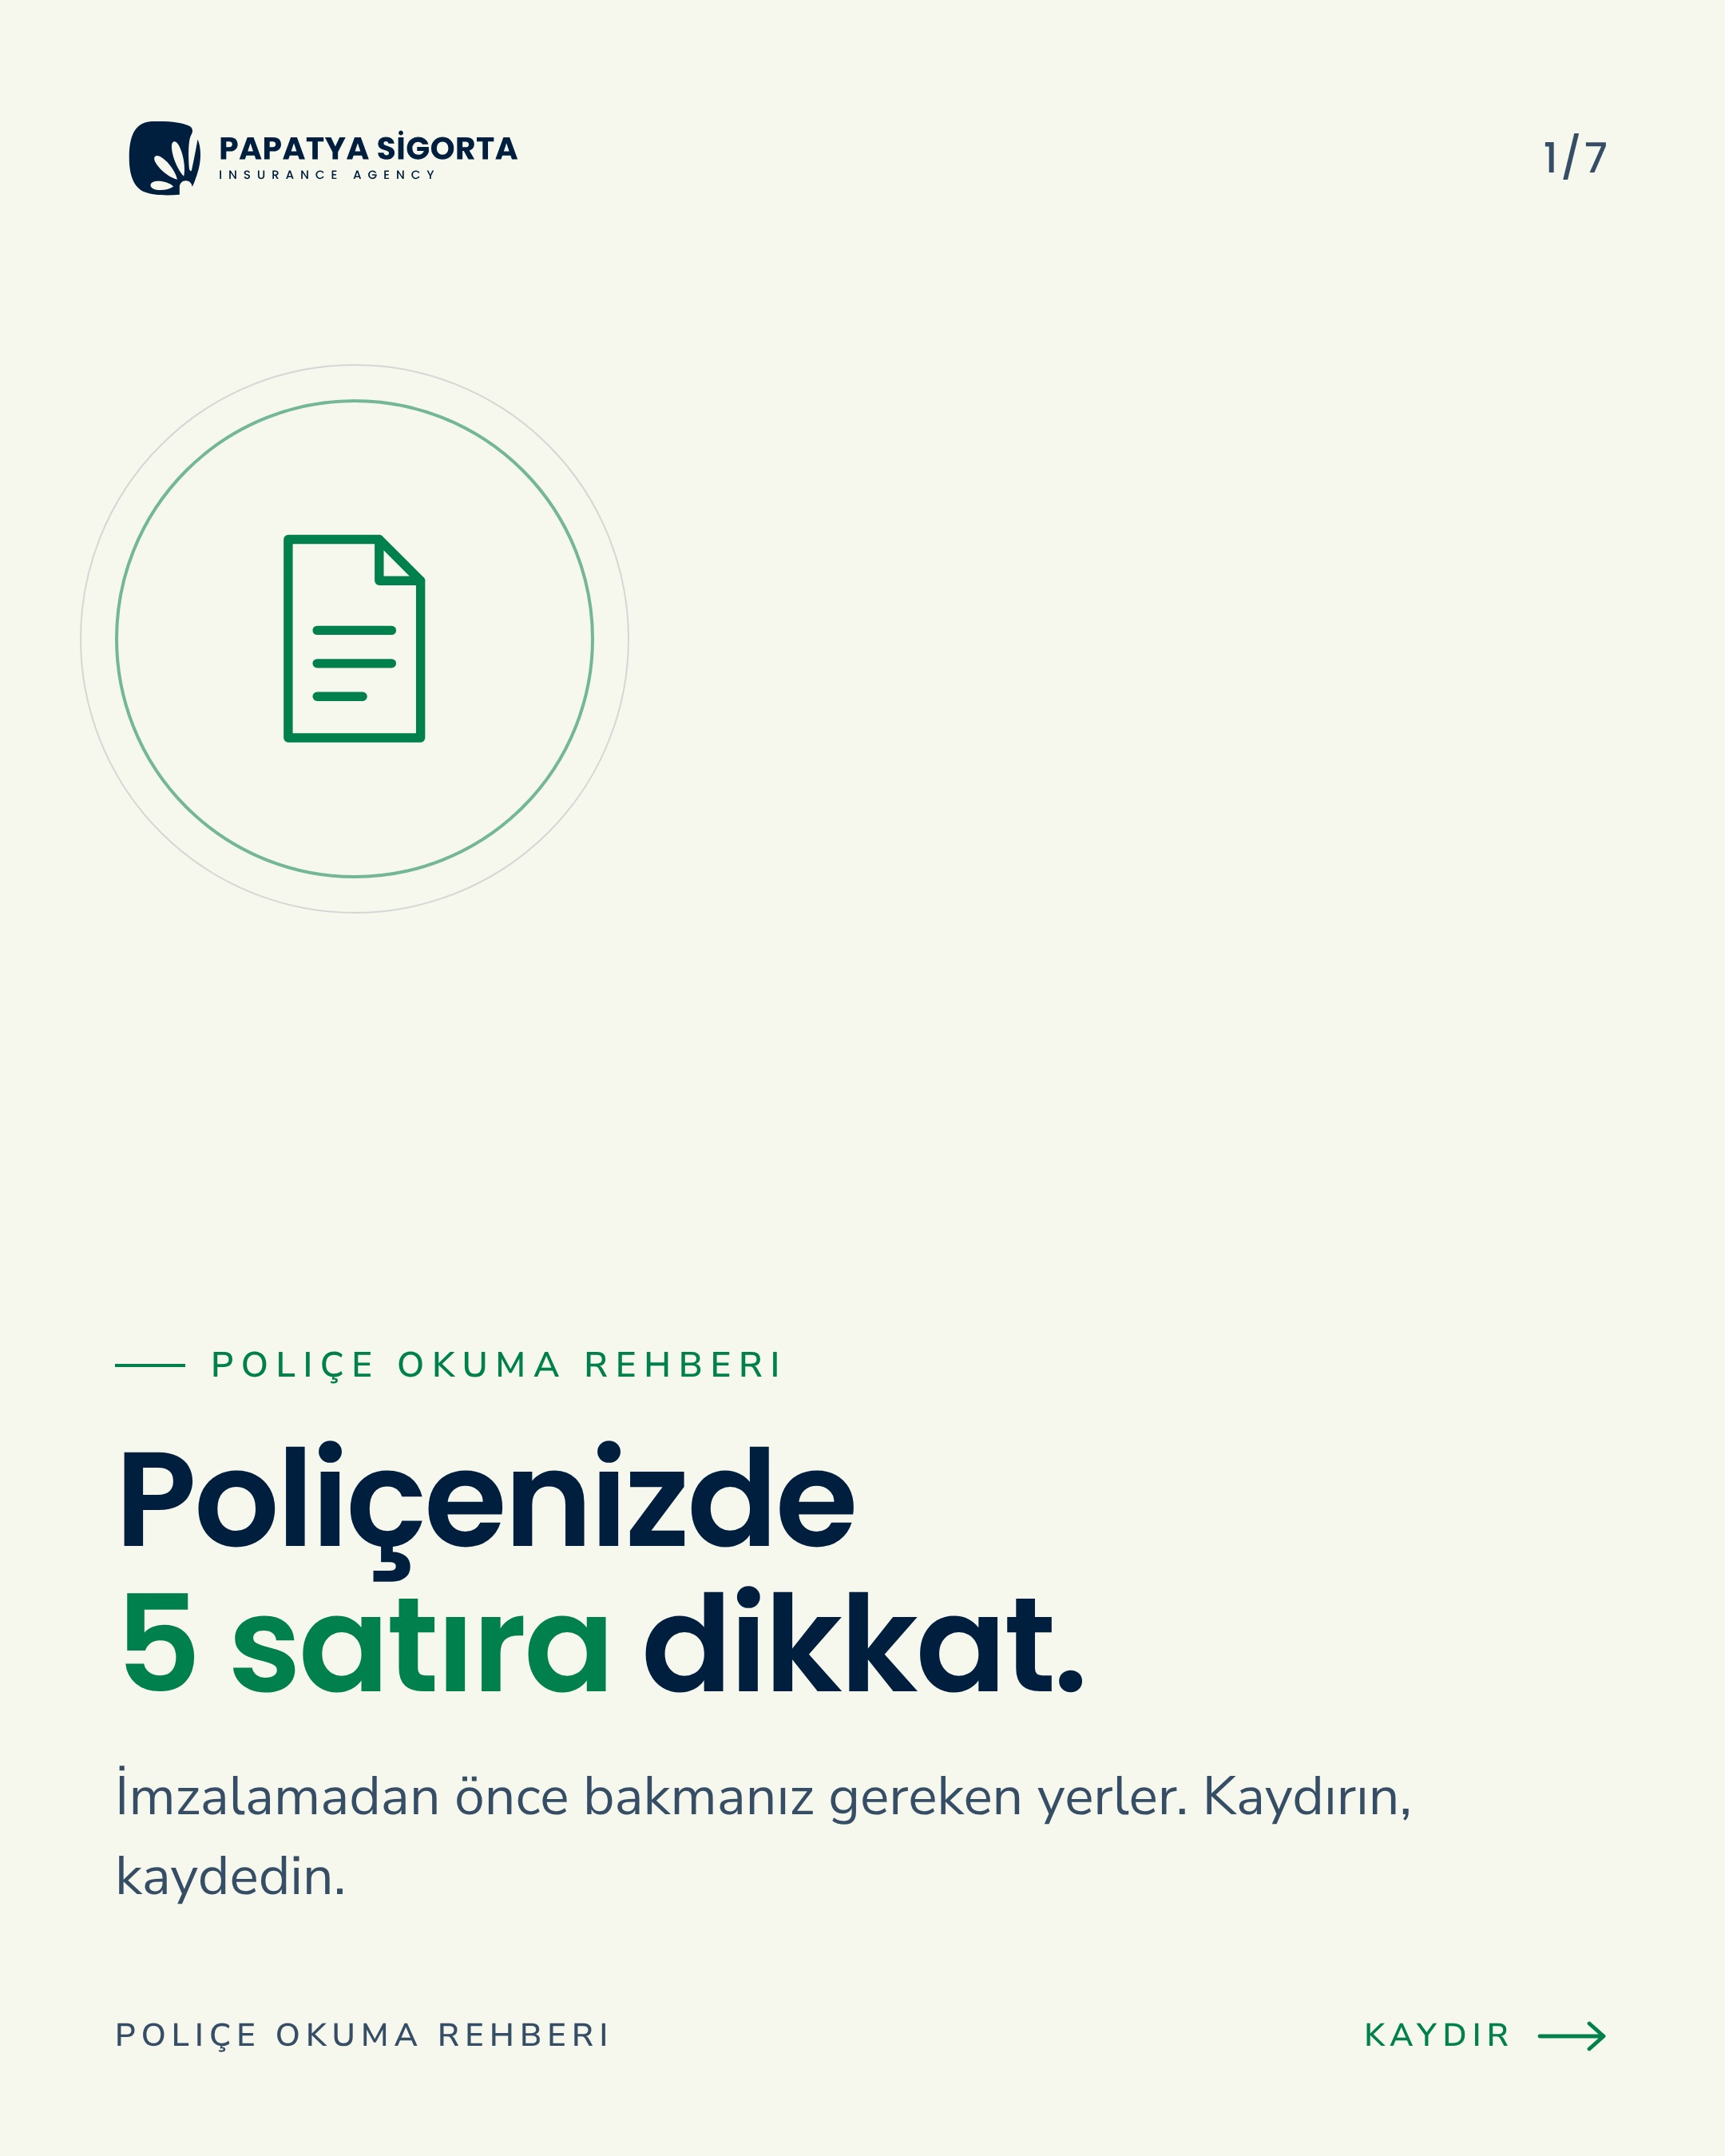 PAPATYA SİGORTA
INSURANCE AGENCY
1/7
POLIÇE OKUMA REHBERI
Poliçenizde
5 satıra dikkat.
İmzalamadan önce bakmanız gereken yerler. Kaydırın,
kaydedin.
POLIÇE OKUMA REHBERI
KAYDIR